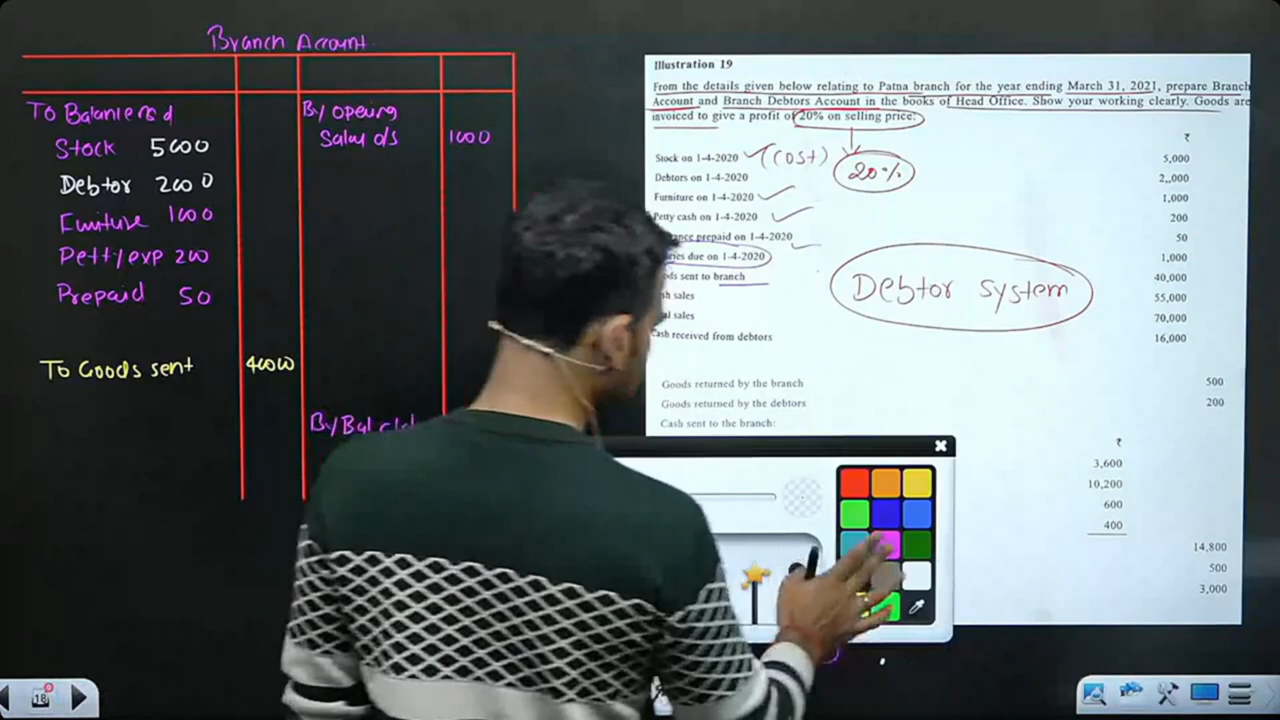 Branch Account
To Balance b d
Stock 5000
Debtor 2000
Funiture 1000
Petty exp 200
Prepaid 50
To Goods sent 40000
By opeing
Salay o/s 1000
By Bal c/d
Illustration 19
From the details given below relating to Patna branch for the year ending March 31, 2021, prepare Branch
Account and Branch Debtors Account in the books of Head Office. Show your working clearly. Goods are
invoiced to give a profit of 20% on selling price:
₹
Stock on 1-4-2020 (Cost) 20% 5,000
Debtors on 1-4-2020 2,,000
Furniture on 1-4-2020 1,000
Petty cash on 1-4-2020 200
prepaid on 1-4-2020 50
due on 1-4-2020 1,000
sent to branch 40,000
sales 55,000
sales 70,000
Cash received from debtors 16,000
Debtor system
Goods returned by the branch 500
Goods returned by the debtors 200
Cash sent to the branch:
₹
3,600
10,200
600
400
14,800
500
3,000
18